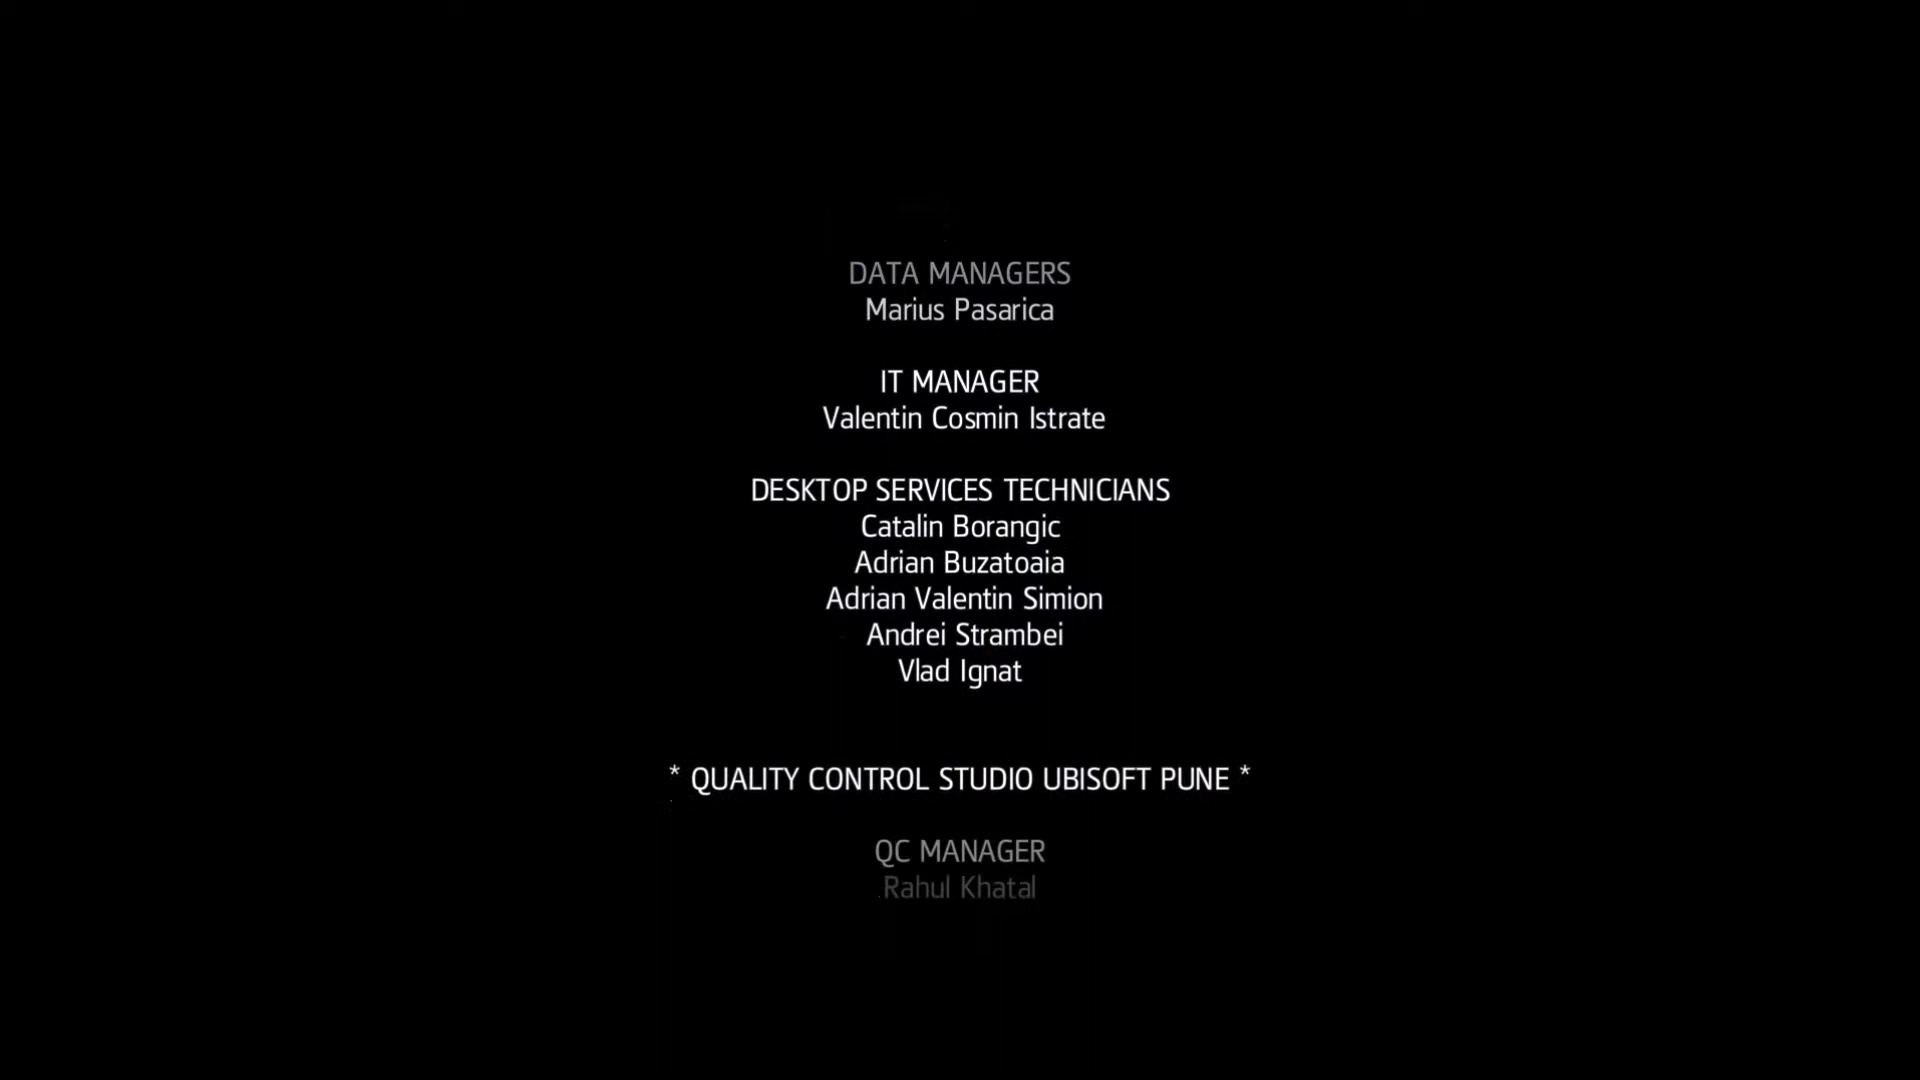 DATA MANAGERS
Marius Pasarica
IT MANAGER
Valentin Cosmin Istrate
DESKTOP SERVICES TECHNICIANS
Catalin Borangic
Adrian Buzatoaia
Adrian Valentin Simion
Andrei Strambei
Vlad Ignat
* QUALITY CONTROL STUDIO UBISOFT PUNE *
QC MANAGER
Rahul Khatal